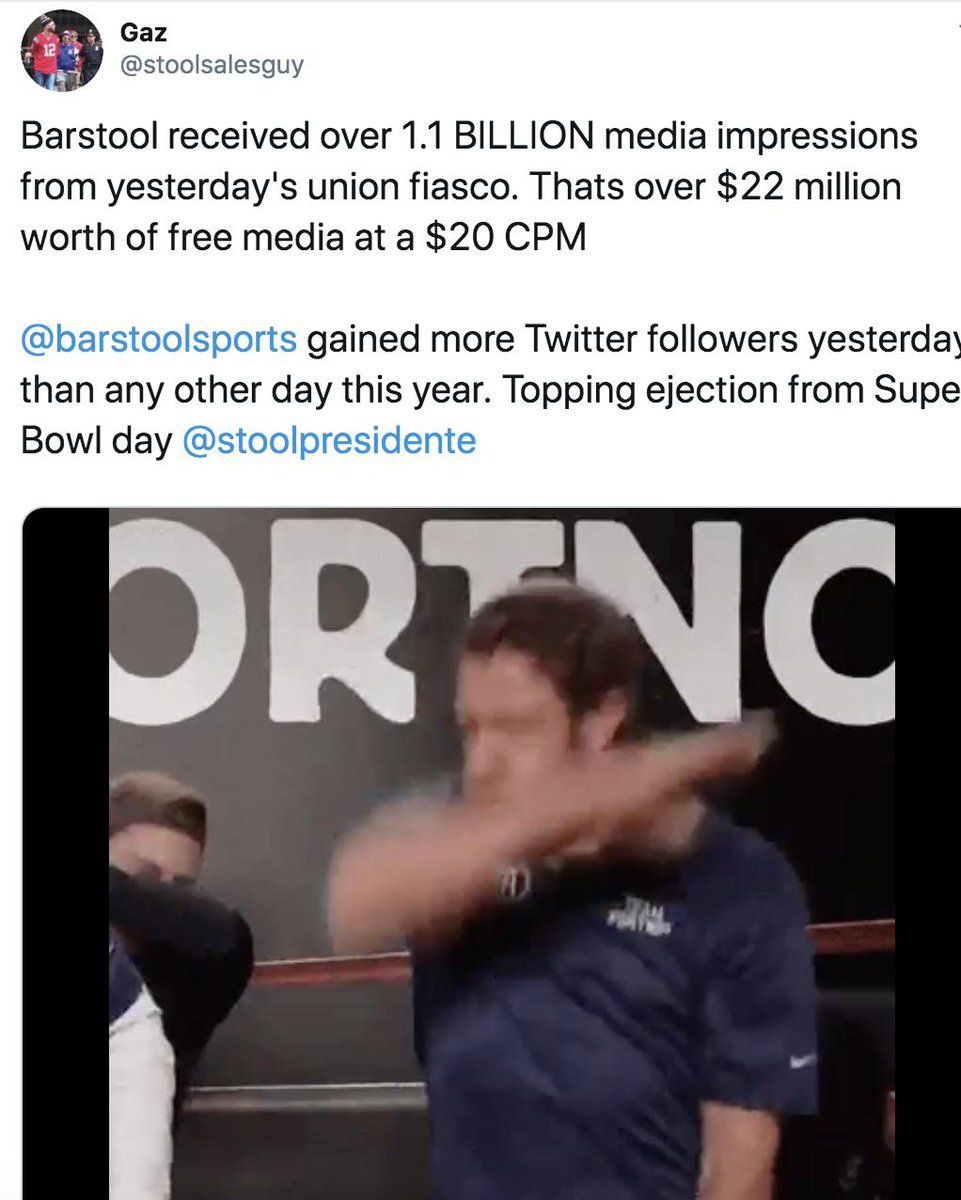 Gaz
@stoolsalesguy
Barstool received over 1.1 BILLION media impressions
from yesterday's union fiasco. Thats over $22 million
worth of free media at a $20 CPM
@barstoolsports gained more Twitter followers yesterday
than any other day this year. Topping ejection from Supe
Bowl day @stoolpresidente
ORTNO
12